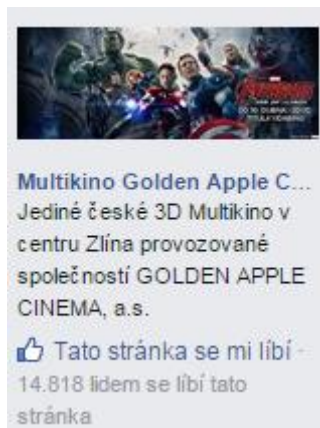 AVENGERS
Multikino Golden Apple C...
Jediné české 3D Multikino v
centru Zlína provozované
společností GOLDEN APPLE
CINEMA, a.s.
Tato stránka se mi líbí ·
14.818 lidem se líbí tato
stránka